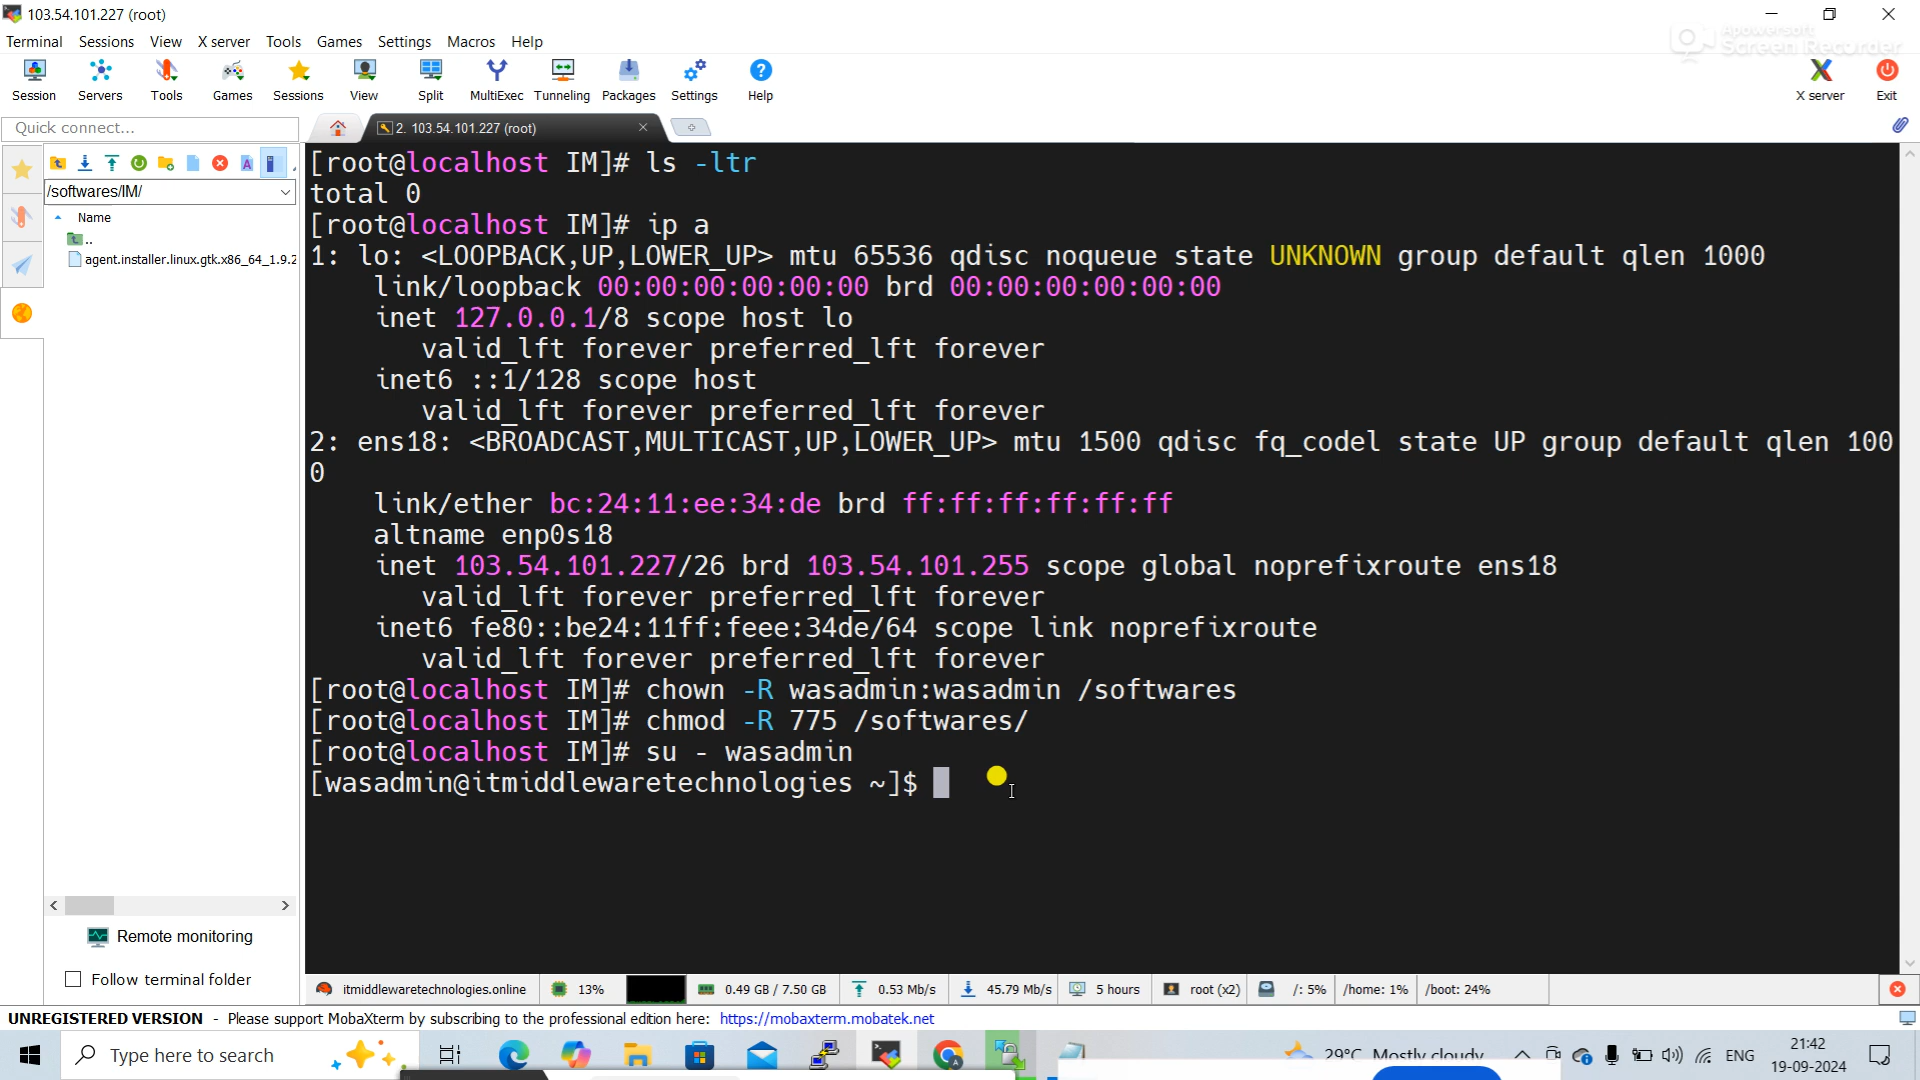 103.54.101.227 (root)
Apowersoft
Screen Recorder
Terminal Sessions View X server Tools Games Settings Macros Help
Session Servers Tools Games Sessions View Split MultiExec Tunneling Packages Settings Help X server Exit
Quick connect...
2. 103.54.101.227 (root)
/softwares/IM/
Name
..
agent.installer.linux.gtk.x86_64_1.9.2
[root@localhost IM]# ls -ltr
total 0
[root@localhost IM]# ip a
1: lo: <LOOPBACK,UP,LOWER_UP> mtu 65536 qdisc noqueue state UNKNOWN group default qlen 1000
link/loopback 00:00:00:00:00:00 brd 00:00:00:00:00:00
inet 127.0.0.1/8 scope host lo
valid_lft forever preferred_lft forever
inet6 ::1/128 scope host
valid_lft forever preferred_lft forever
2: ens18: <BROADCAST,MULTICAST,UP,LOWER_UP> mtu 1500 qdisc fq_codel state UP group default qlen 100
0
link/ether bc:24:11:ee:34:de brd ff:ff:ff:ff:ff:ff
altname enp0s18
inet 103.54.101.227/26 brd 103.54.101.255 scope global noprefixroute ens18
valid_lft forever preferred_lft forever
inet6 fe80::be24:11ff:feee:34de/64 scope link noprefixroute
valid_lft forever preferred_lft forever
[root@localhost IM]# chown -R wasadmin:wasadmin /softwares
[root@localhost IM]# chmod -R 775 /softwares/
[root@localhost IM]# su - wasadmin
[wasadmin@itmiddlewaretechnologies ~]$
Remote monitoring
Follow terminal folder
itmiddlewaretechnologies.online 13% 0.49 GB / 7.50 GB 0.53 Mb/s 45.79 Mb/s 5 hours root (x2) /: 5% /home: 1% /boot: 24%
UNREGISTERED VERSION - Please support MobaXterm by subscribing to the professional edition here: https://mobaxterm.mobatek.net
Type here to search
29°C Mostly cloudy
ENG
21:42
19-09-2024